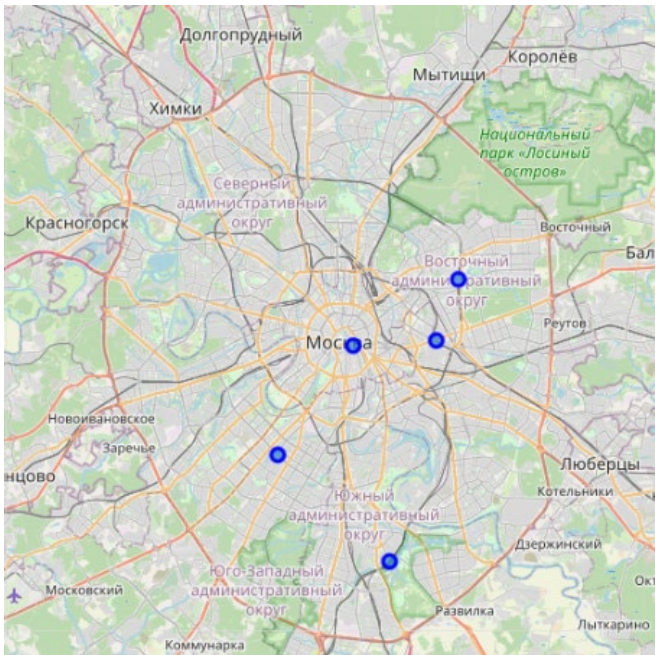 Долгопрудный
Королёв
Мытищи
Химки
Национальный
парк «Лосиный
остров»
Северный
административный
округ
Красногорск
Восточный
Бал
Восточный
административный
округ
Реутов
Москва
Новоивановское
Заречье
нцово
Люберцы
Котельники
Южный
административный
округ
Дзержинский
Юго-Западный
административный
округ
Московский
Окт
Развилка
Лыткарино
Коммунарка